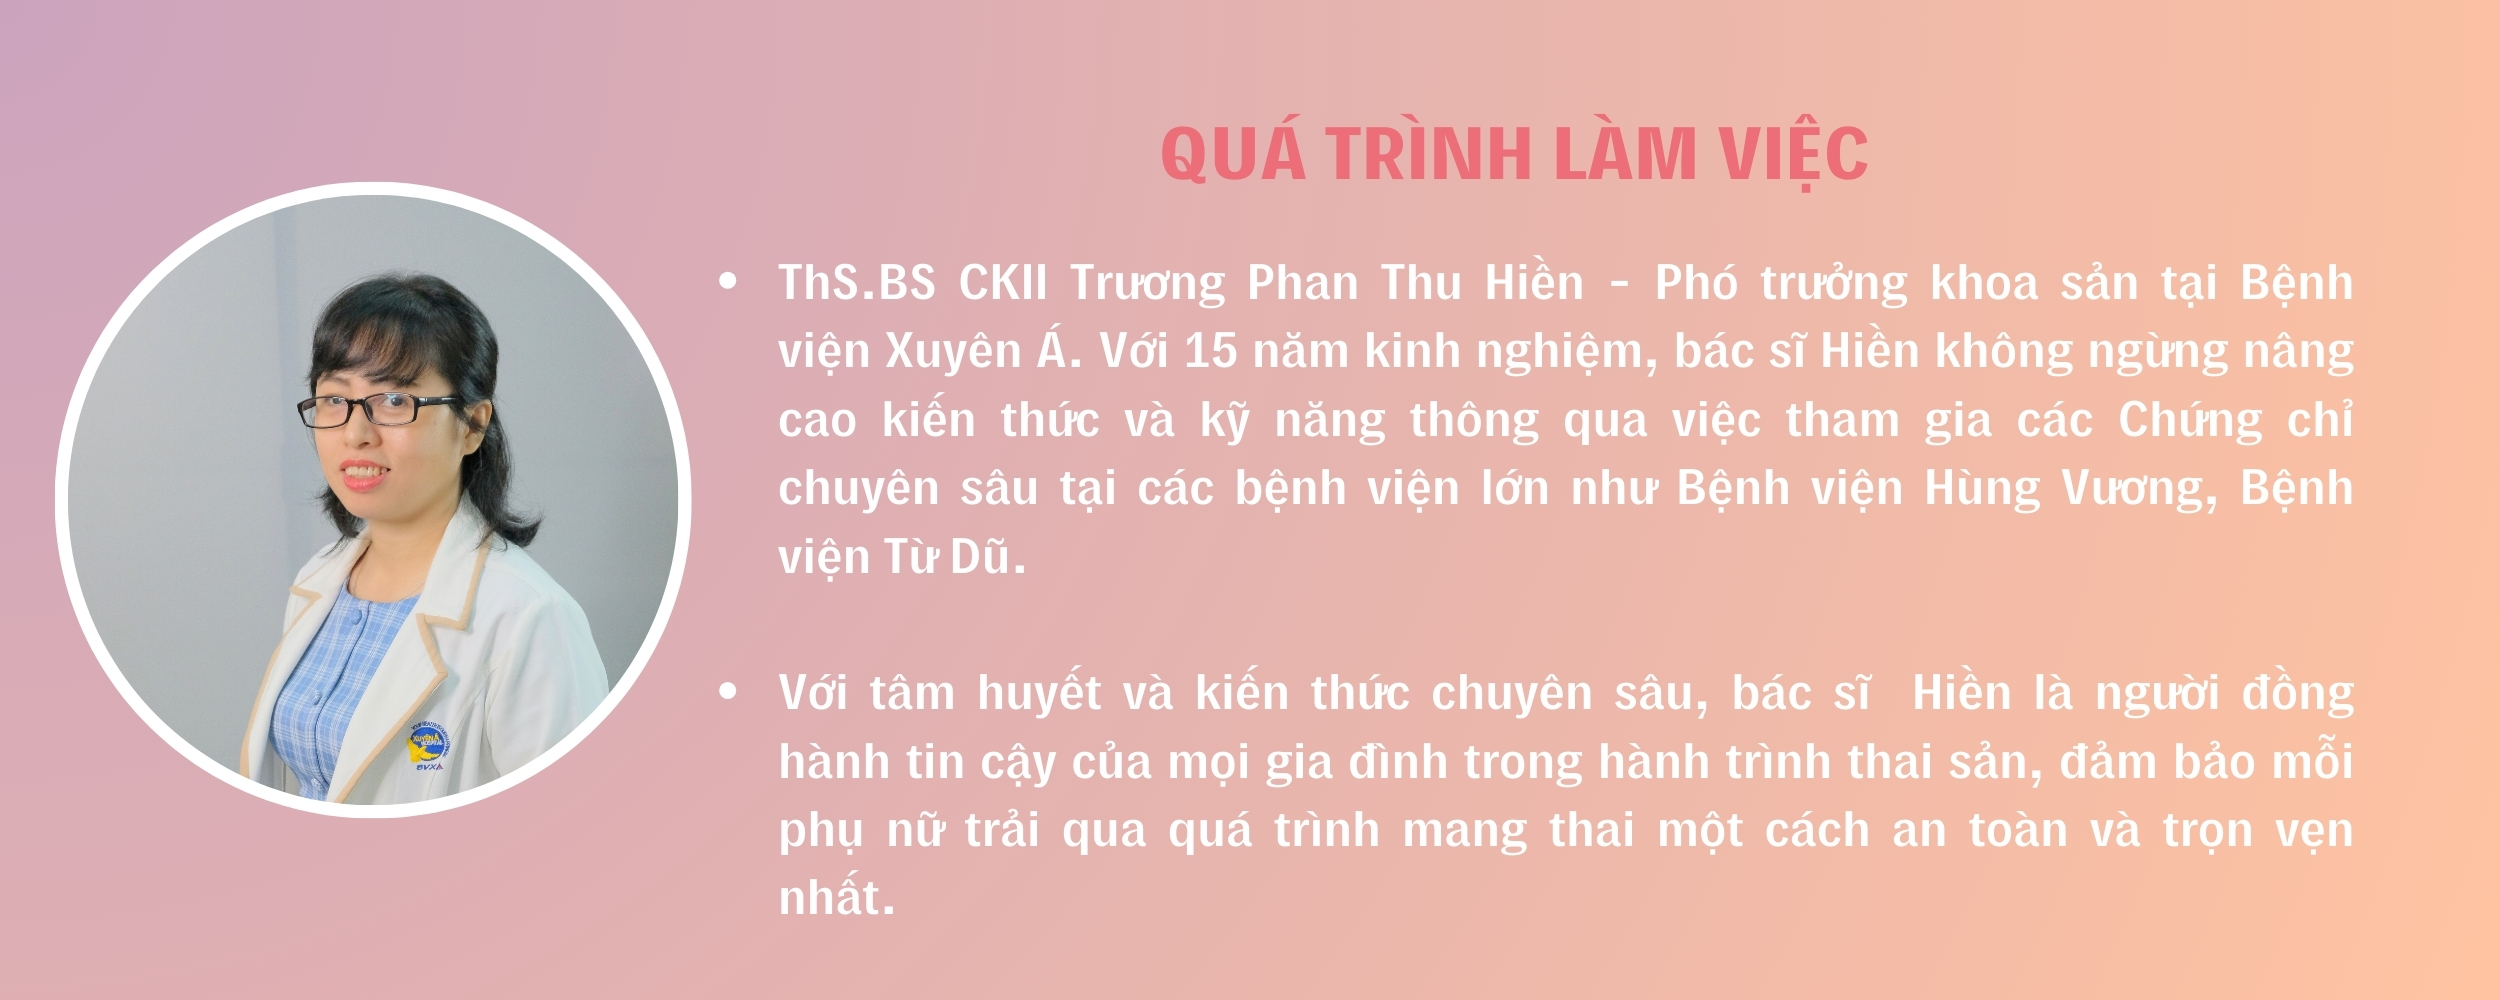 QUÁ TRÌNH LÀM VIỆC
• ThS.BS CKII Trương Phan Thu Hiền - Phó trưởng khoa sản tại Bệnh
viện Xuyên Á. Với 15 năm kinh nghiệm, bác sĩ Hiền không ngừng nâng
cao kiến thức và kỹ năng thông qua việc tham gia các Chứng chỉ
chuyên sâu tại các bệnh viện lớn như Bệnh viện Hùng Vương, Bệnh
viện Từ Dũ.
• Với tâm huyết và kiến thức chuyên sâu, bác sĩ Hiền là người đồng
hành tin cậy của mọi gia đình trong hành trình thai sản, đảm bảo mỗi
phụ nữ trải qua quá trình mang thai một cách an toàn và trọn vẹn
nhất.
XUYÊN Á
HOSPITAL
BVXA